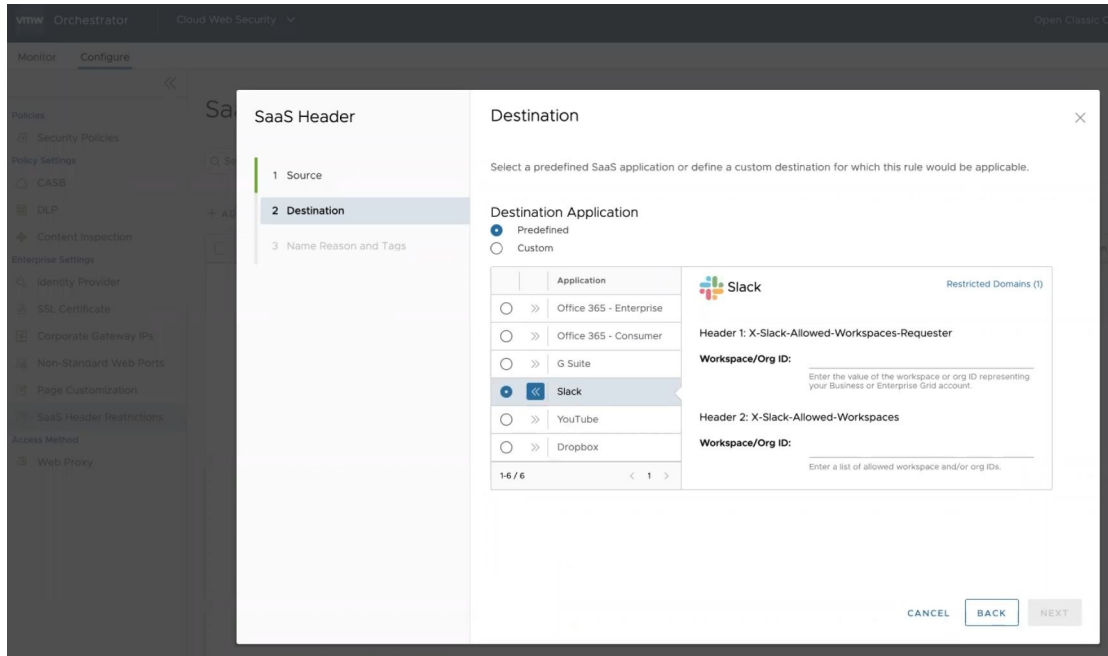 vmw Orchestrator
Cloud Web Security
Open Classic
Monitor
Configure
Policies
Security Policies
Policy Settings
CASB
DLP
Content Inspection
Enterprise Settings
Identity Provider
SSL Certificate
Corporate Gateway IPs
Non-Standard Web Ports
Page Customization
SaaS Header Restrictions
Access Method
Web Proxy
SaaS Header
1 Source
2 Destination
3 Name Reason and Tags
Destination
Select a predefined SaaS application or define a custom destination for which this rule would be applicable.
Destination Application
Predefined
Custom
Application
Office 365 - Enterprise
Office 365 - Consumer
G Suite
Slack
YouTube
Dropbox
1-6 / 6
1
Slack
Restricted Domains (1)
Header 1: X-Slack-Allowed-Workspaces-Requester
Workspace/Org ID:
Enter the value of the workspace or org ID representing
your Business or Enterprise Grid account.
Header 2: X-Slack-Allowed-Workspaces
Workspace/Org ID:
Enter a list of allowed workspace and/or org IDs.
CANCEL
BACK
NEXT